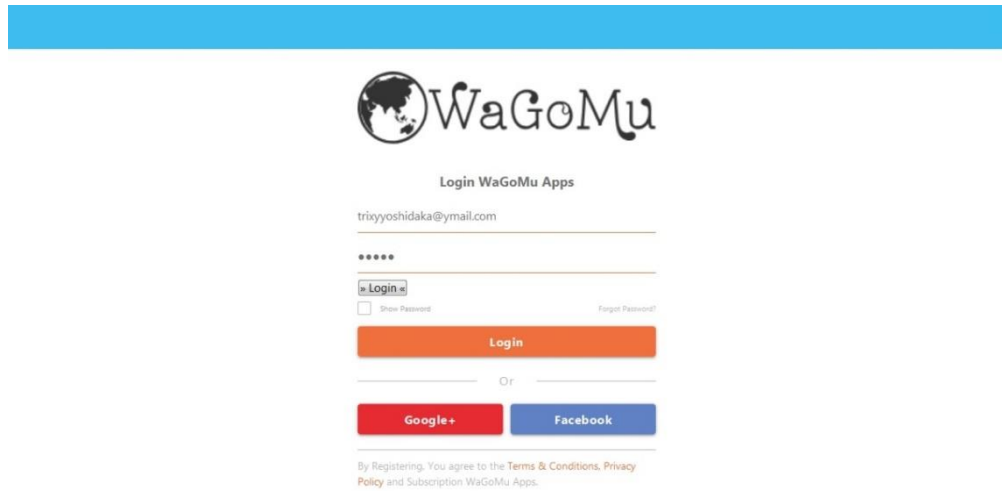 WaGoMu
Login WaGoMu Apps
trixyyoshidaka@ymail.com
•••••
» Login «
Show Password
Forgot Password?
Login
Or
Google+
Facebook
By Registering, You agree to the Terms & Conditions, Privacy
Policy and Subscription WaGoMu Apps.